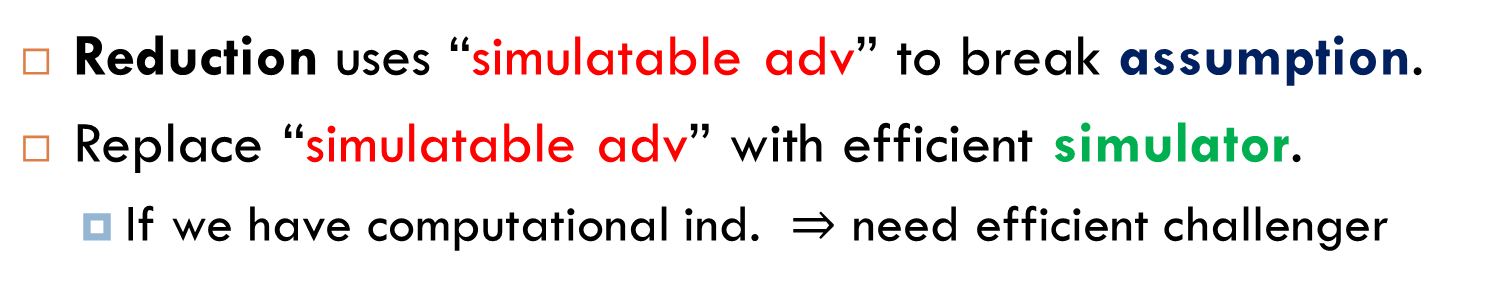 Reduction uses “simulatable adv” to break assumption.
Replace “simulatable adv” with efficient simulator.
If we have computational ind. ⇒ need efficient challenger